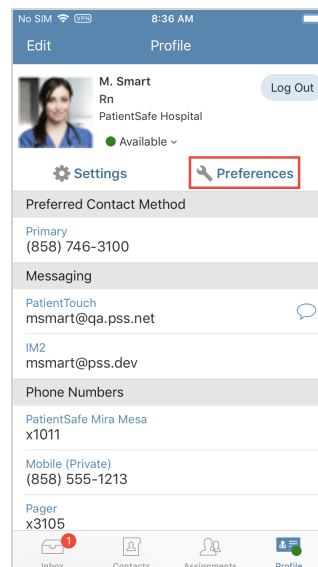 No SIM VPN 8:36 AM
Edit Profile
M. Smart
Rn
PatientSafe Hospital
Log Out
Available
Settings Preferences
Preferred Contact Method
Primary
(858) 746-3100
Messaging
PatientTouch
msmart@qa.pss.net
IM2
msmart@pss.dev
Phone Numbers
PatientSafe Mira Mesa
x1011
Mobile (Private)
(858) 555-1213
Pager
x3105
1
Inbox Contacts Assignments Profile